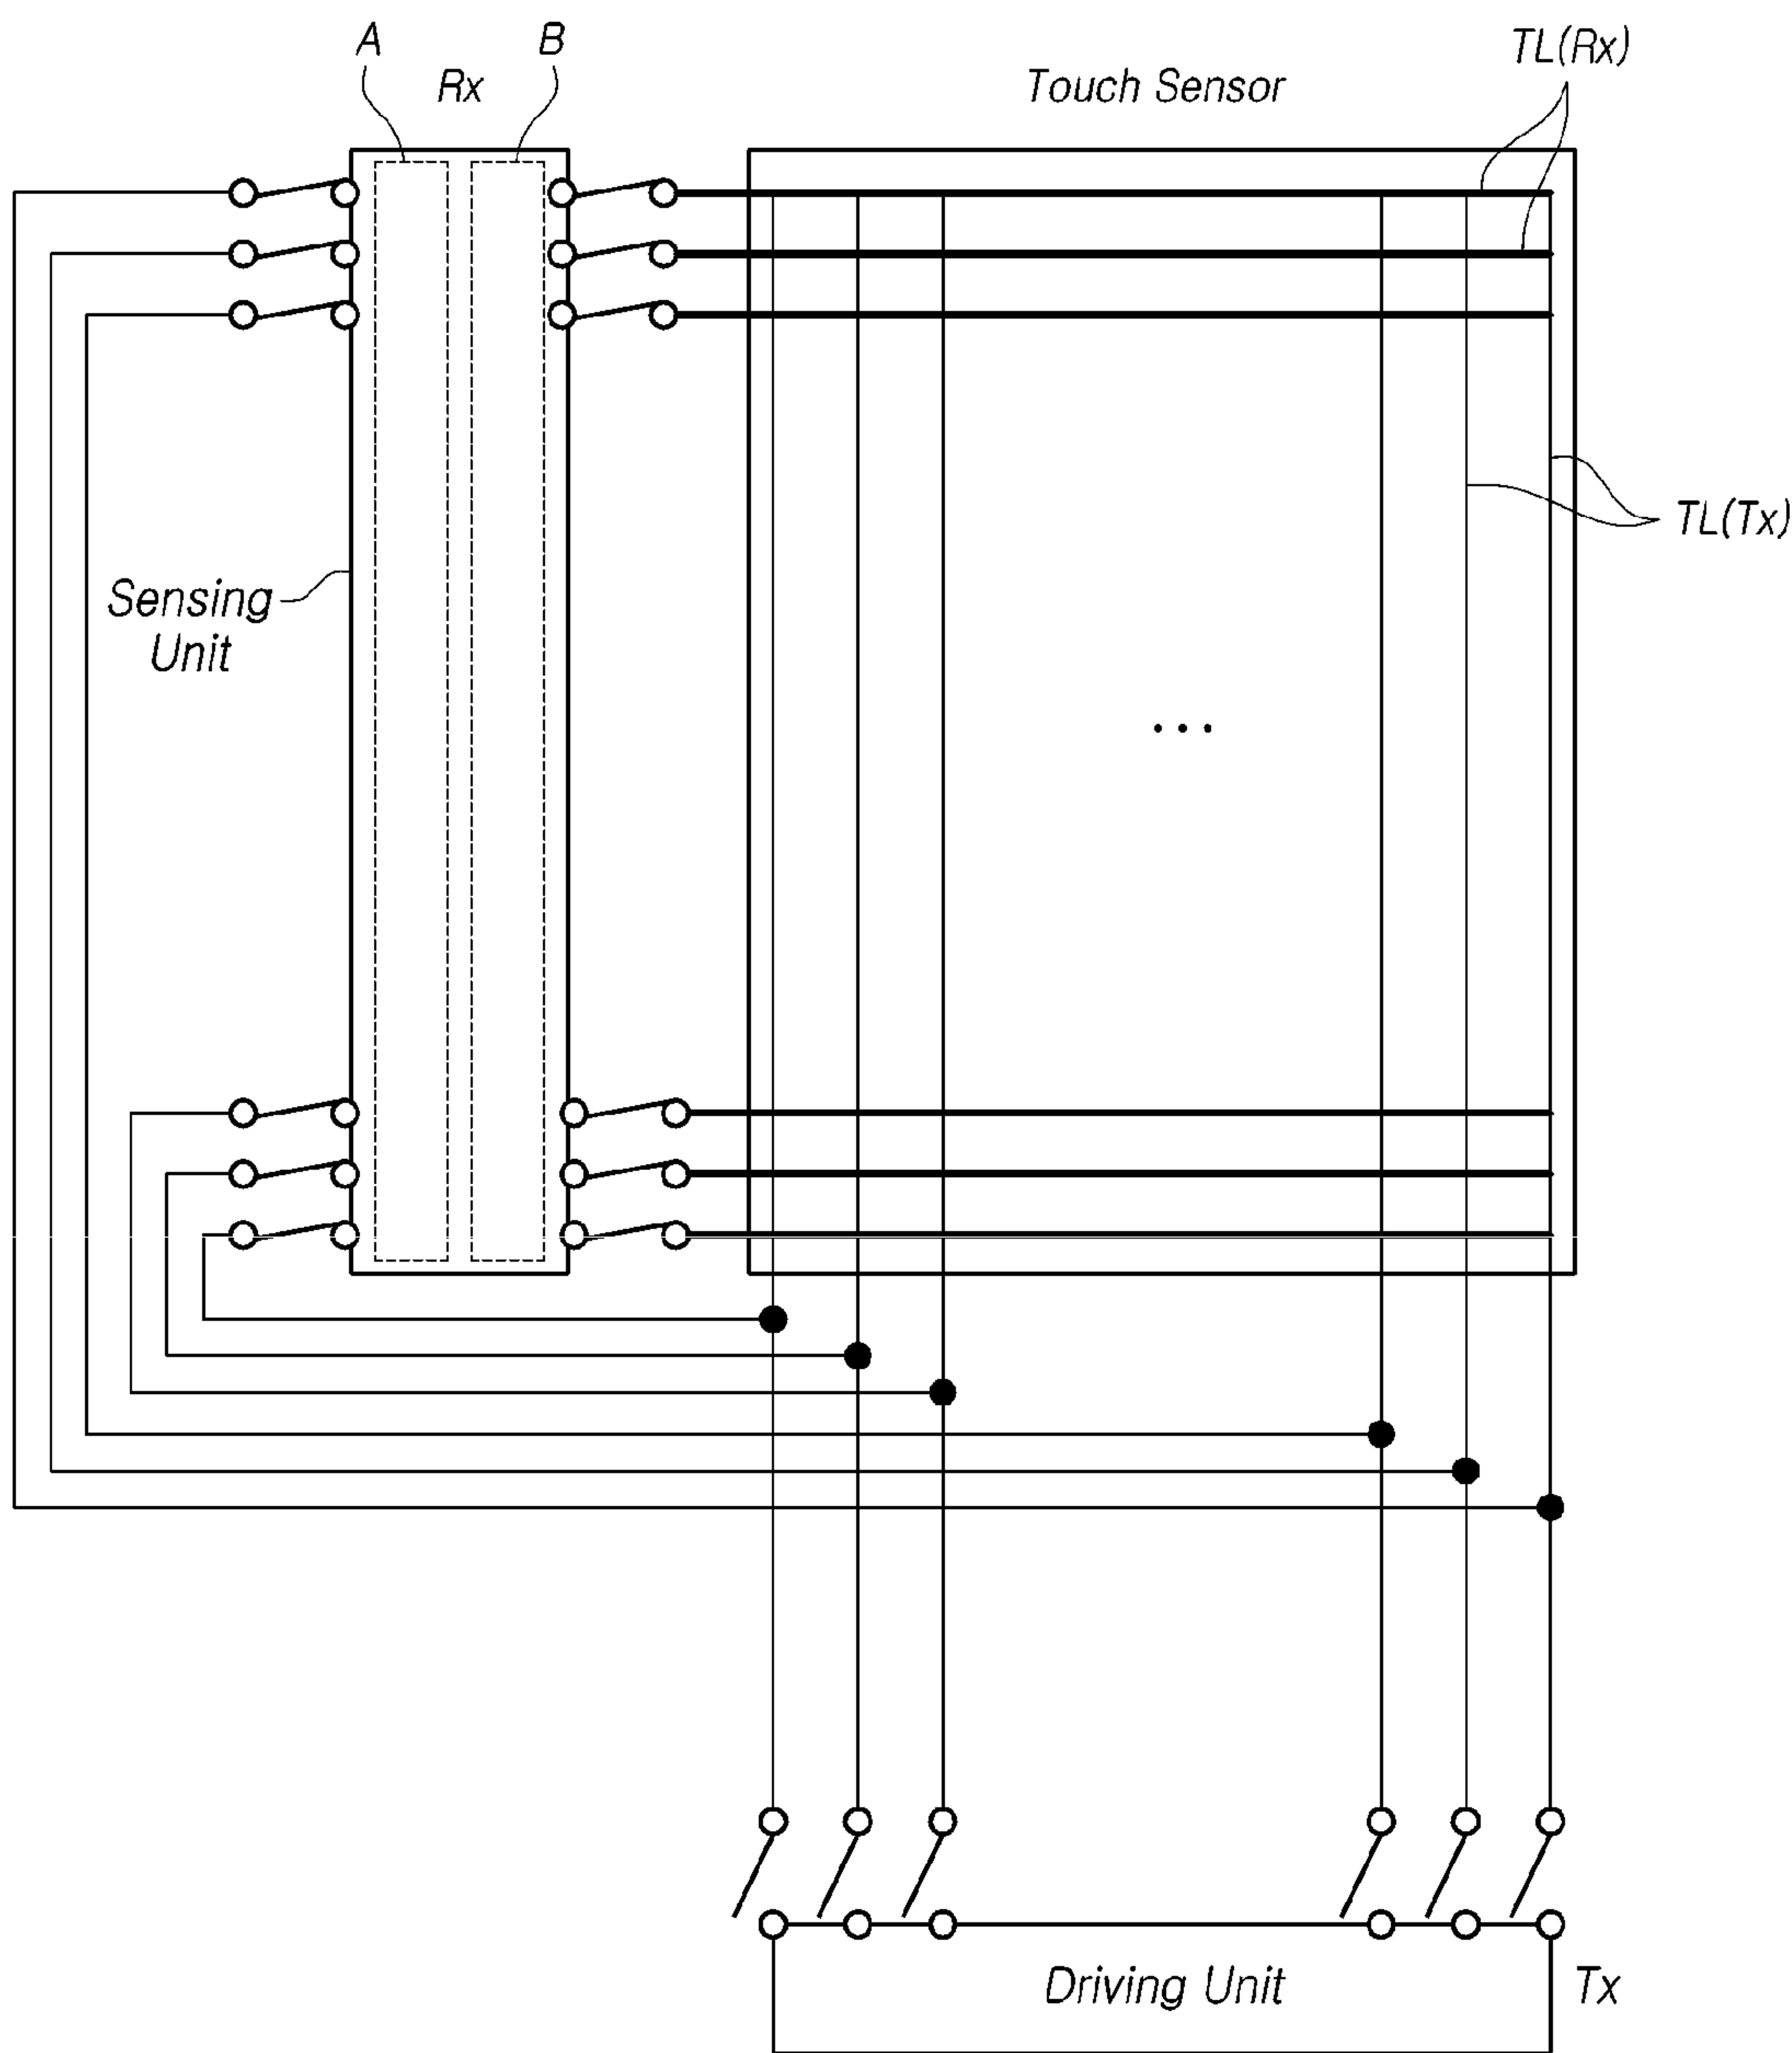 A
Rx
B
Touch Sensor
TL(Rx)
TL(Tx)
Sensing
Unit
...
Driving Unit
Tx